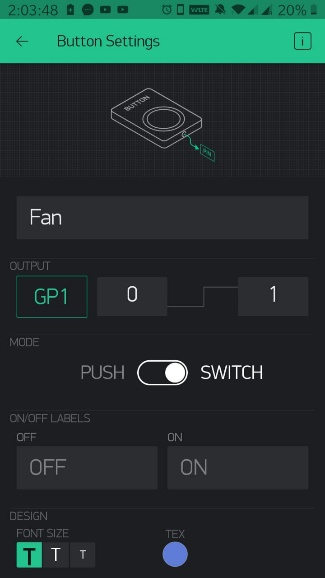 2:03:48 20%
Button Settings
BUTTON
PIN
Fan
OUTPUT
GP1 0 1
MODE
PUSH SWITCH
ON/OFF LABELS
OFF ON
OFF ON
DESIGN
FONT SIZE TEX
T T T